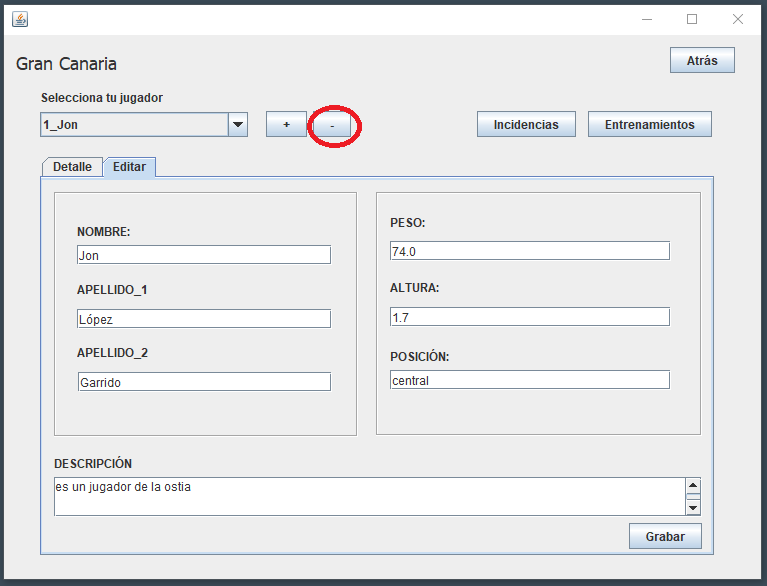 Gran Canaria
Atrás
Selecciona tu jugador
1_Jon
+
-
Incidencias
Entrenamientos
Detalle
Editar
NOMBRE:
Jon
APELLIDO_1
López
APELLIDO_2
Garrido
PESO:
74.0
ALTURA:
1.7
POSICIÓN:
central
DESCRIPCIÓN
es un jugador de la ostia
Grabar